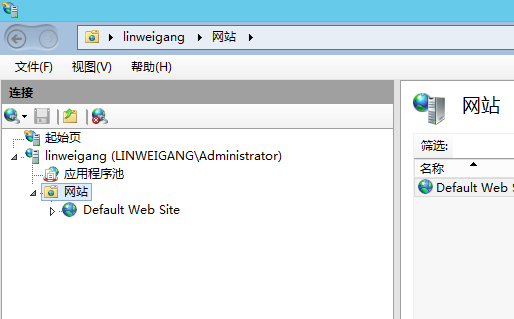 linweigang 网站
文件(F) 视图(V) 帮助(H)
连接
起始页
linweigang (LINWEIGANG\Administrator)
应用程序池
网站
Default Web Site
网站
筛选:
名称
Default Web